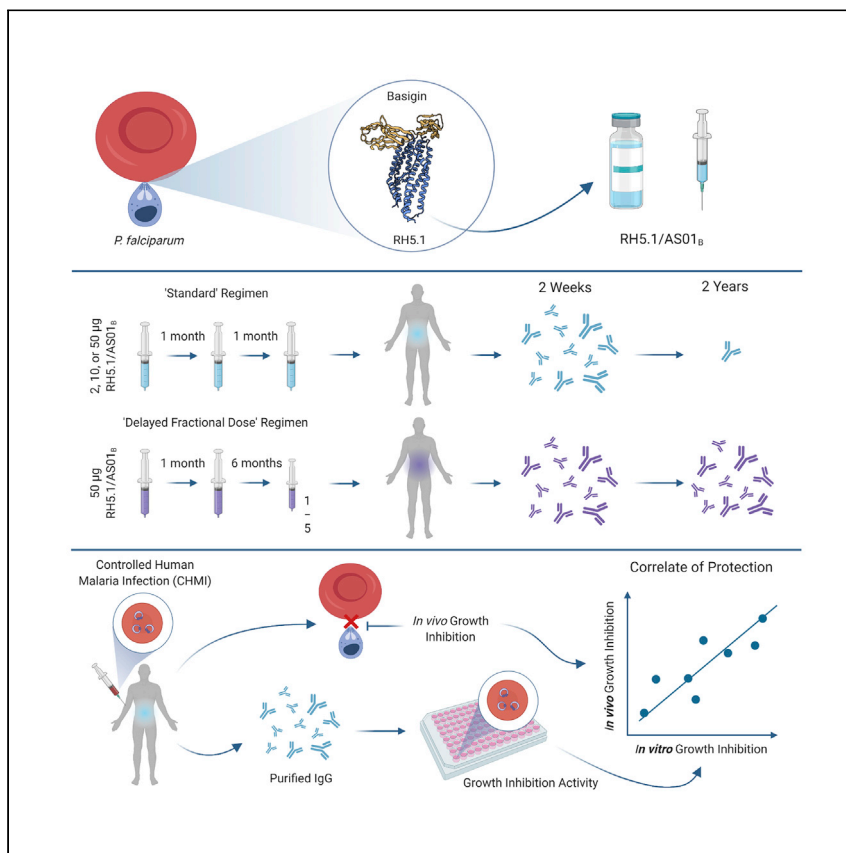 Basigin
P. falciparum
RH5.1
RH5.1/AS01B
'Standard' Regimen
2 Weeks
2 Years
2, 10, or 50 µg
RH5.1/AS01B
1 month
1 month
'Delayed Fractional Dose' Regimen
50 µg
RH5.1/AS01B
1 month
6 months
1
–
5
Controlled Human
Malaria Infection (CHMI)
In vivo Growth
Inhibition
Correlate of Protection
In vivo Growth Inhibition
In vitro Growth Inhibition
Purified IgG
Growth Inhibition Activity